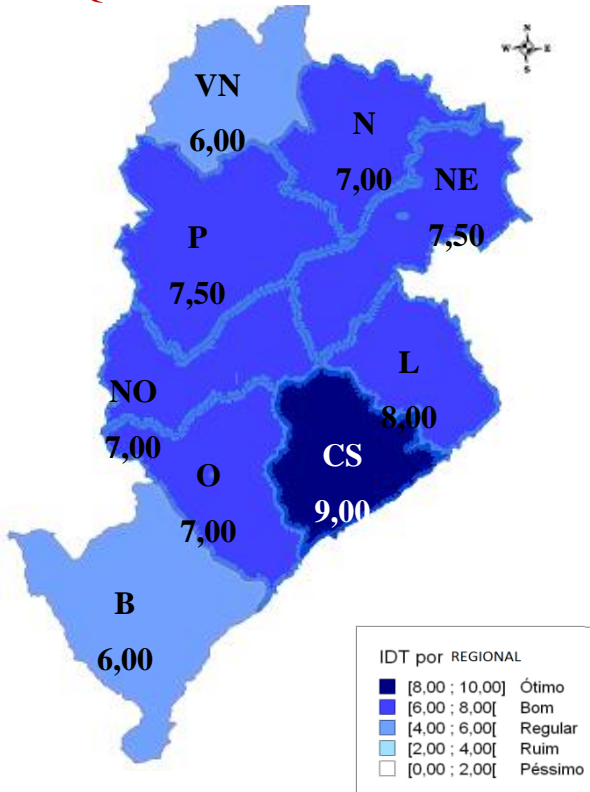 N
W E
S
VN
6,00
N
7,00
NE
7,50
P
7,50
L
8,00
NO
7,00
CS
9,00
O
7,00
B
6,00
IDT por REGIONAL
[8,00 ; 10,00] Ótimo
[6,00 ; 8,00[ Bom
[4,00 ; 6,00[ Regular
[2,00 ; 4,00[ Ruim
[0,00 ; 2,00[ Péssimo